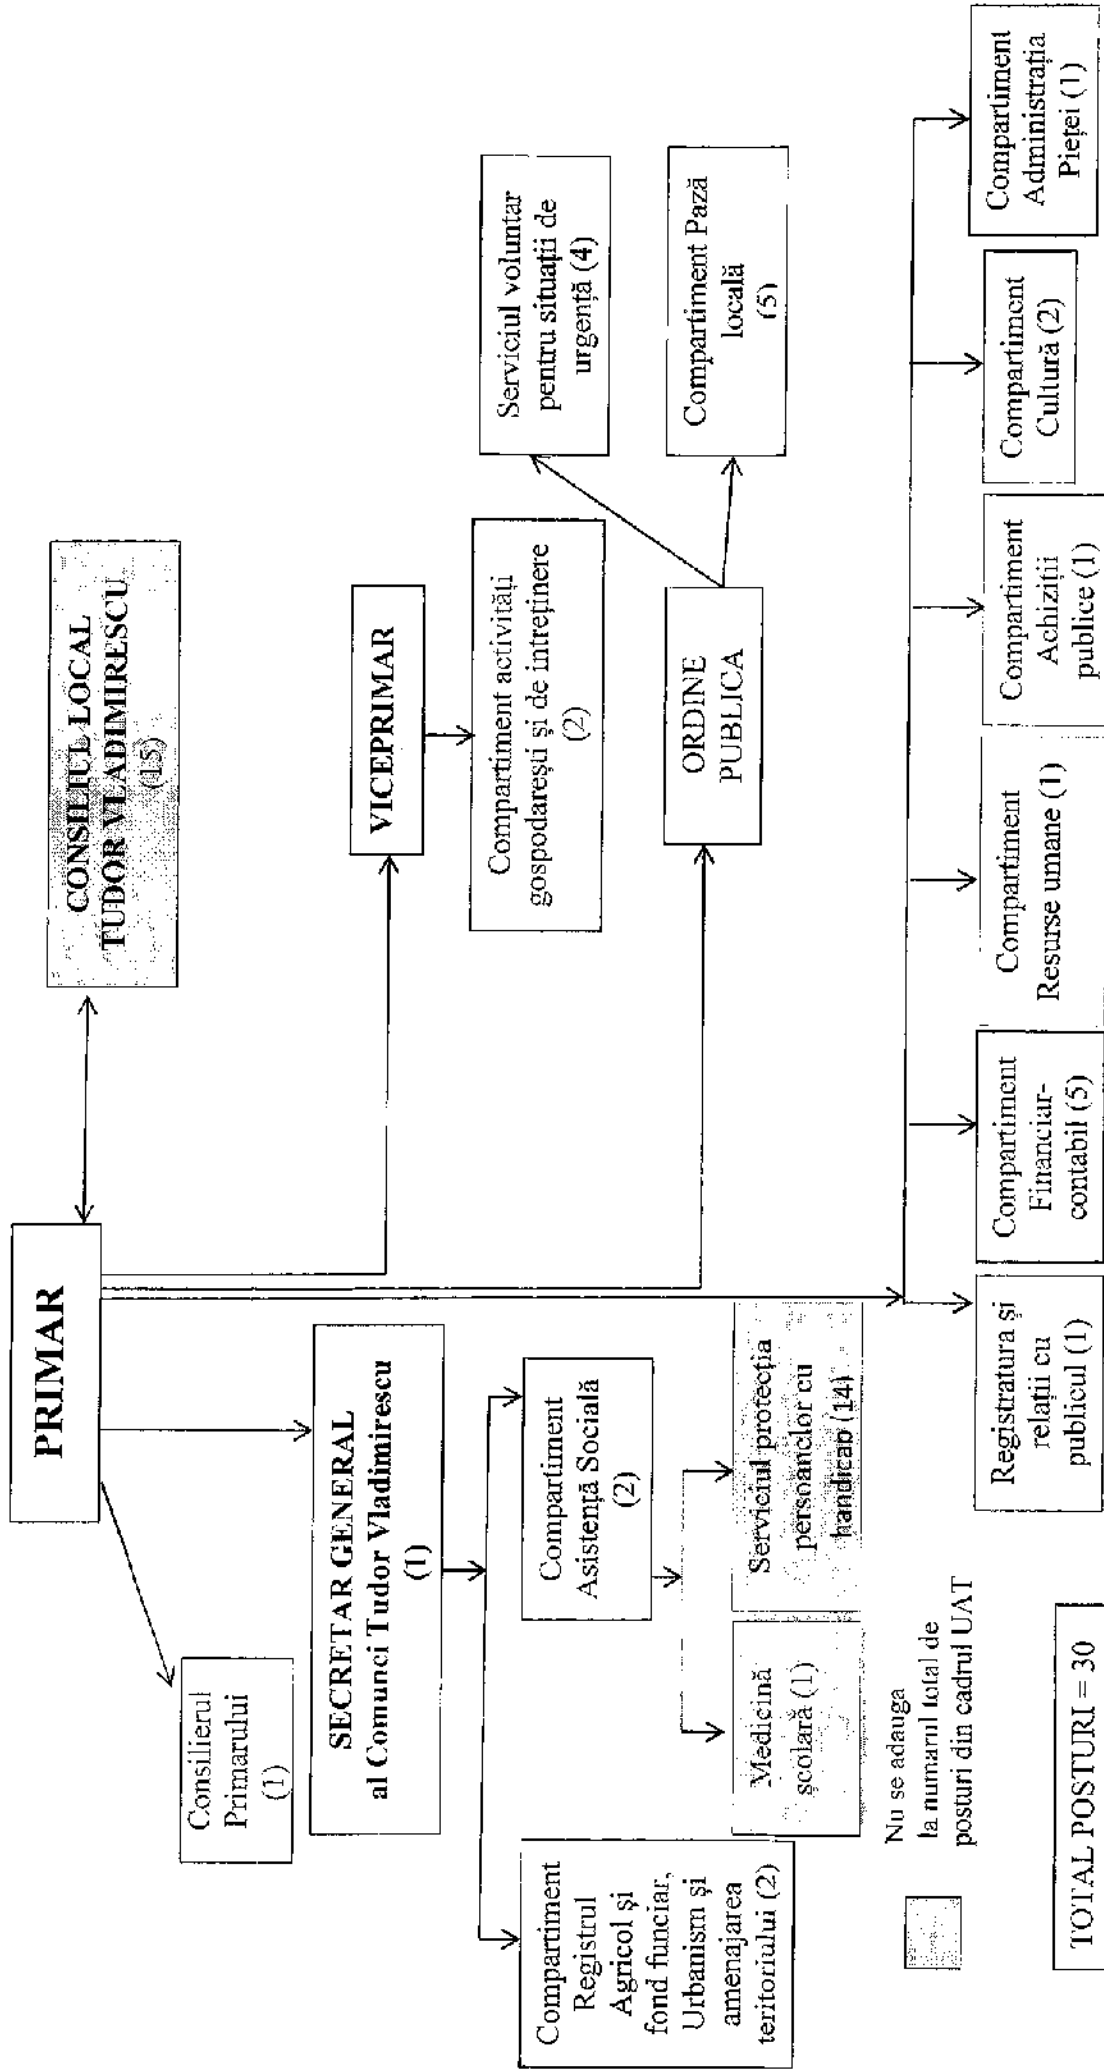 PRIMAR
CONSILIUL LOCAL
TUDOR VLADIMIRESCU
(15)
Consilierul
Primarului
(1)
SECRETAR GENERAL
al Comunei Tudor Vladimirescu
(1)
VICEPRIMAR
Compartiment activități
gospodarești și de intreținere
(2)
Serviciul voluntar
pentru situații de
urgență (4)
ORDINE
PUBLICA
Compartiment Pază
locală
(5)
Compartiment
Registrul
Agricol și
fond funciar,
Urbanism și
amenajarea
teritoriului (2)
Compartiment
Asistență Socială
(2)
Medicină
școlară (1)
Serviciul protecția
persoanelor cu
handicap (14)
Registratura și
relații cu
publicul (1)
Compartiment
Financiar-
contabil (5)
Compartiment
Resurse umane (1)
Compartiment
Achiziții
publice (1)
Compartiment
Cultură (2)
Compartiment
Administrația
Pieței (1)
Nu se adauga
la numarul total de
posturi din cadrul UAT
TOTAL POSTURI = 30